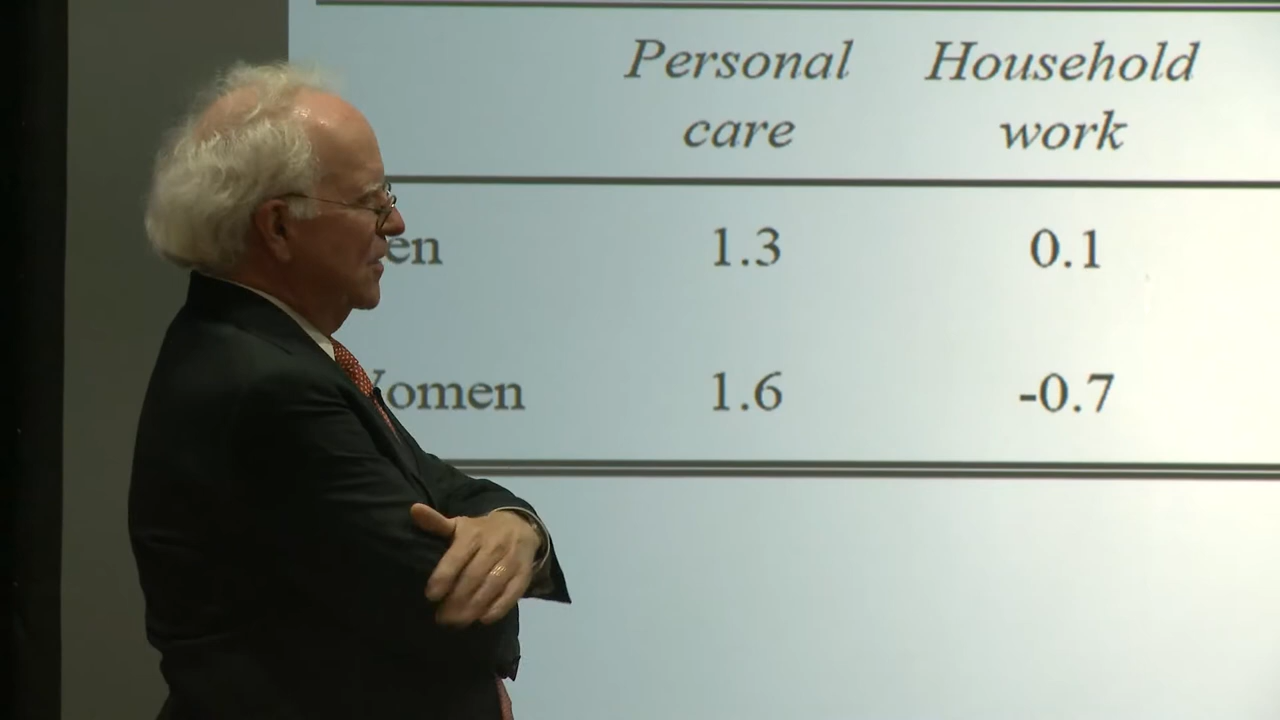 Personal Household
care work
en 1.3 0.1
omen 1.6 -0.7